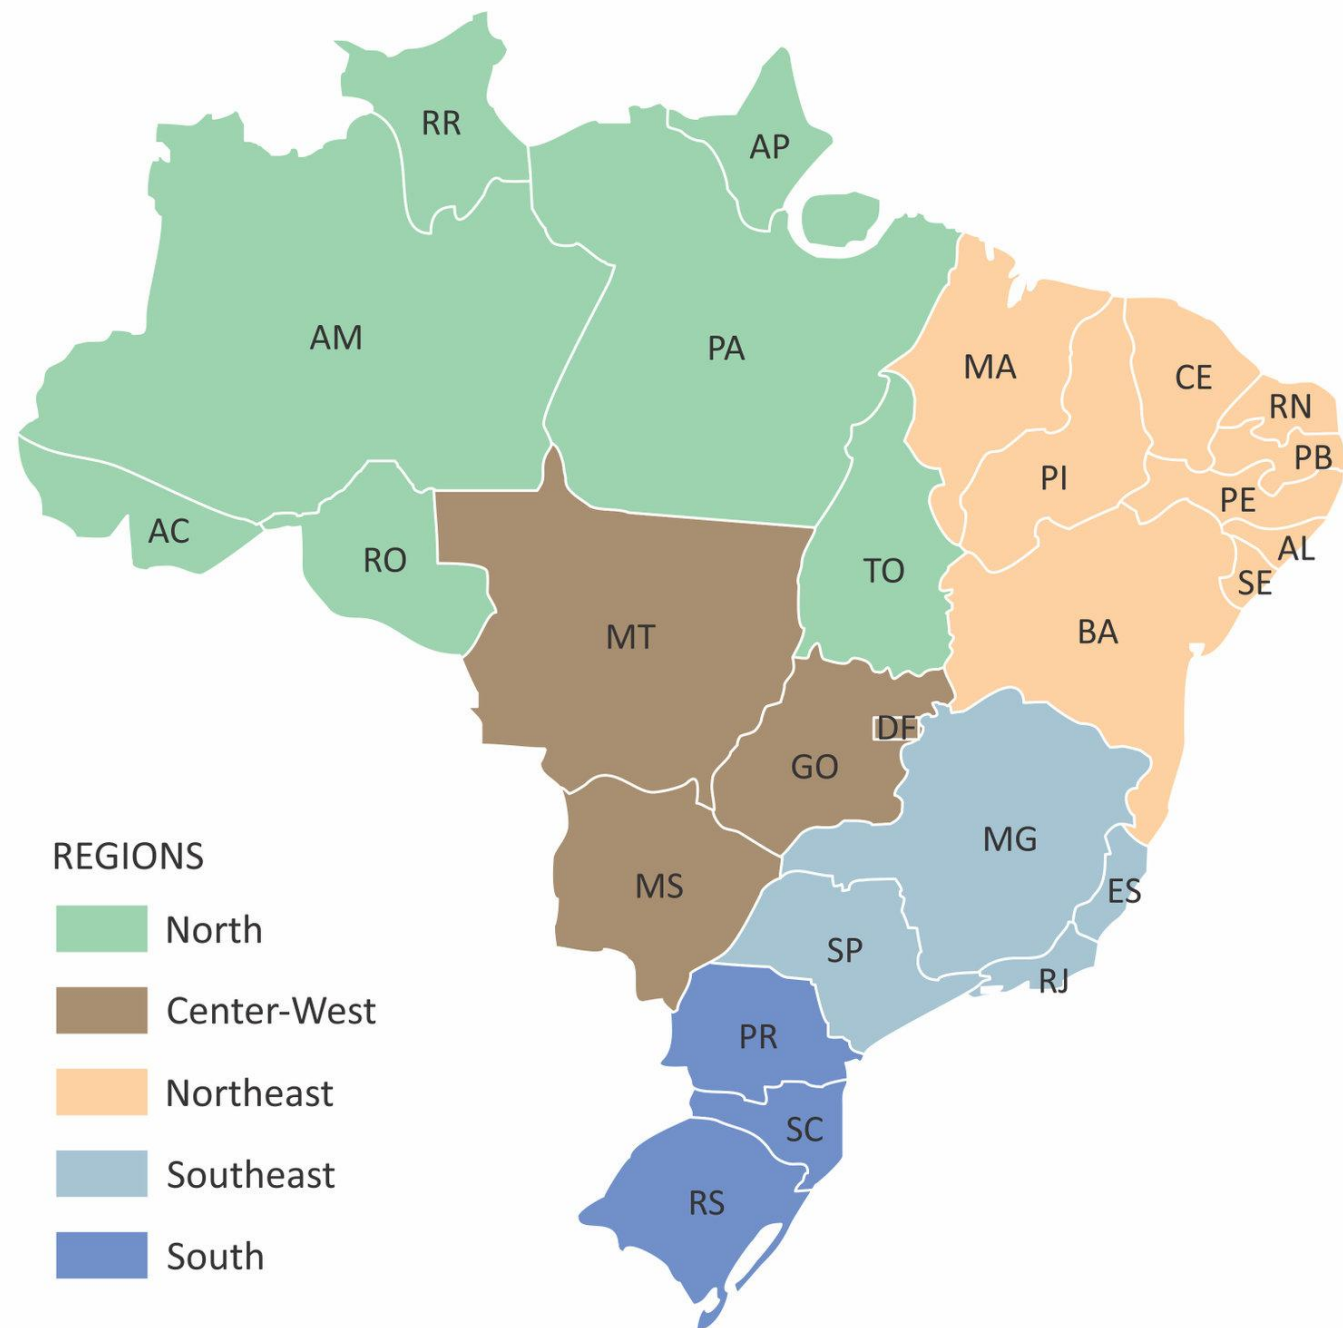 RR
AP
AM
PA
MA
CE
RN
PB
PI
PE
AC
RO
TO
AL
SE
MT
BA
DF
GO
MG
MS
ES
SP
RJ
PR
SC
RS
REGIONS
North
Center-West
Northeast
Southeast
South